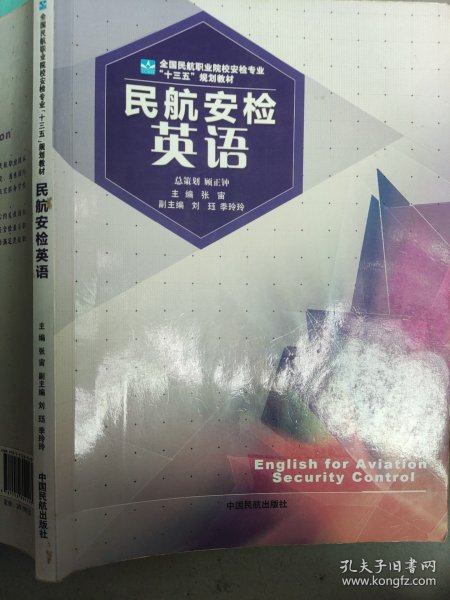 全国民航职业院校安检专业
"十三五"规划教材
民航安检
英语
总策划 顾正钟
主编 张宙
副主编 刘珏 季玲玲
English for Aviation
Security Control
中国民航出版社
全国民航职业院校安检专业"十三五"规划教材
民航安检英语
主编 张宙 副主编 刘珏 季玲玲
中国民航出版社
on
孔夫子旧书网
www.kongfz.com